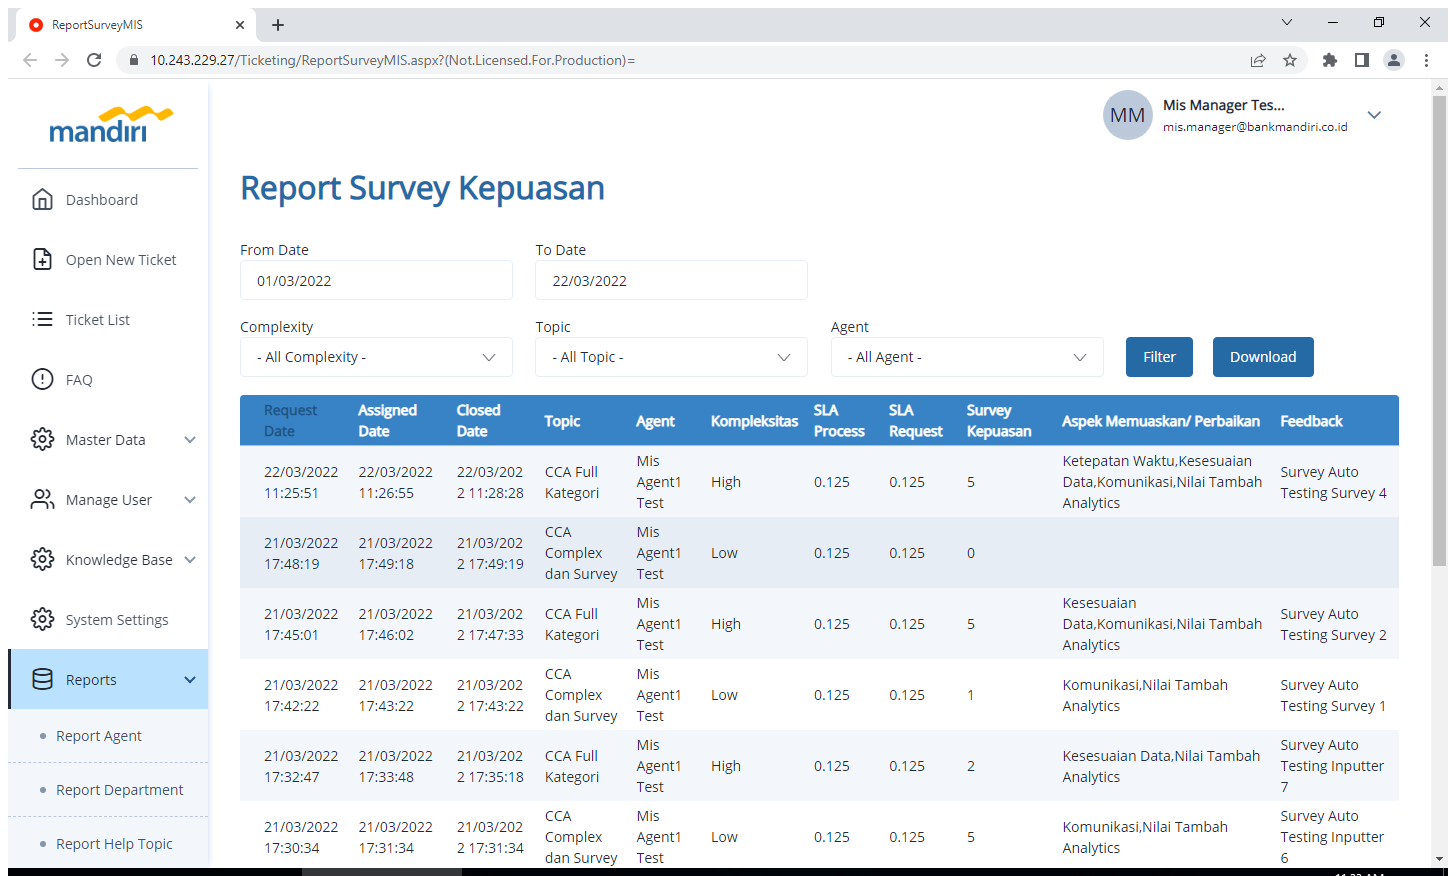 ReportSurveyMIS
10.243.229.27/Ticketing/ReportSurveyMIS.aspx?(Not.Licensed.For.Production)=
mandiri
MM
Mis Manager Tes...
mis.manager@bankmandiri.co.id
Dashboard
Open New Ticket
Ticket List
FAQ
Master Data
Manage User
Knowledge Base
System Settings
Reports
Report Agent
Report Department
Report Help Topic
Report Survey Kepuasan
From Date To Date
01/03/2022 22/03/2022
Complexity Topic Agent
- All Complexity - - All Topic - - All Agent - Filter Download
Request Assigned Closed SLA SLA Survey
Topic Agent Kompleksitas Aspek Memuaskan/ Perbaikan Feedback
Date Date Date Process Request Kepuasan
Mis Ketepatan Waktu,Kesesuaian
22/03/2022 22/03/2022 22/03/202 CCA Full Survey Auto
Agent1 High 0.125 0.125 5 Data,Komunikasi,Nilai Tambah
11:25:51 11:26:55 2 11:28:28 Kategori Testing Survey 4
Test Analytics
CCA Mis
21/03/2022 21/03/2022 21/03/202
Complex Agent1 Low 0.125 0.125 0
17:48:19 17:49:18 2 17:49:19
dan Survey Test
Mis Kesesuaian
21/03/2022 21/03/2022 21/03/202 CCA Full Survey Auto
Agent1 High 0.125 0.125 5 Data,Komunikasi,Nilai Tambah
17:45:01 17:46:02 2 17:47:33 Kategori Testing Survey 2
Test Analytics
CCA Mis
21/03/2022 21/03/2022 21/03/202 Komunikasi,Nilai Tambah Survey Auto
Complex Agent1 Low 0.125 0.125 1
17:42:22 17:43:22 2 17:43:22 Analytics Testing Survey 1
dan Survey Test
Mis Survey Auto
21/03/2022 21/03/2022 21/03/202 CCA Full Kesesuaian Data,Nilai Tambah
Agent1 High 0.125 0.125 2 Testing Inputter
17:32:47 17:33:48 2 17:35:18 Kategori Analytics
Test 7
CCA Mis Survey Auto
21/03/2022 21/03/2022 21/03/202 Komunikasi,Nilai Tambah
Complex Agent1 Low 0.125 0.125 5 Testing Inputter
17:30:34 17:31:34 2 17:31:34 Analytics
dan Survey Test 6